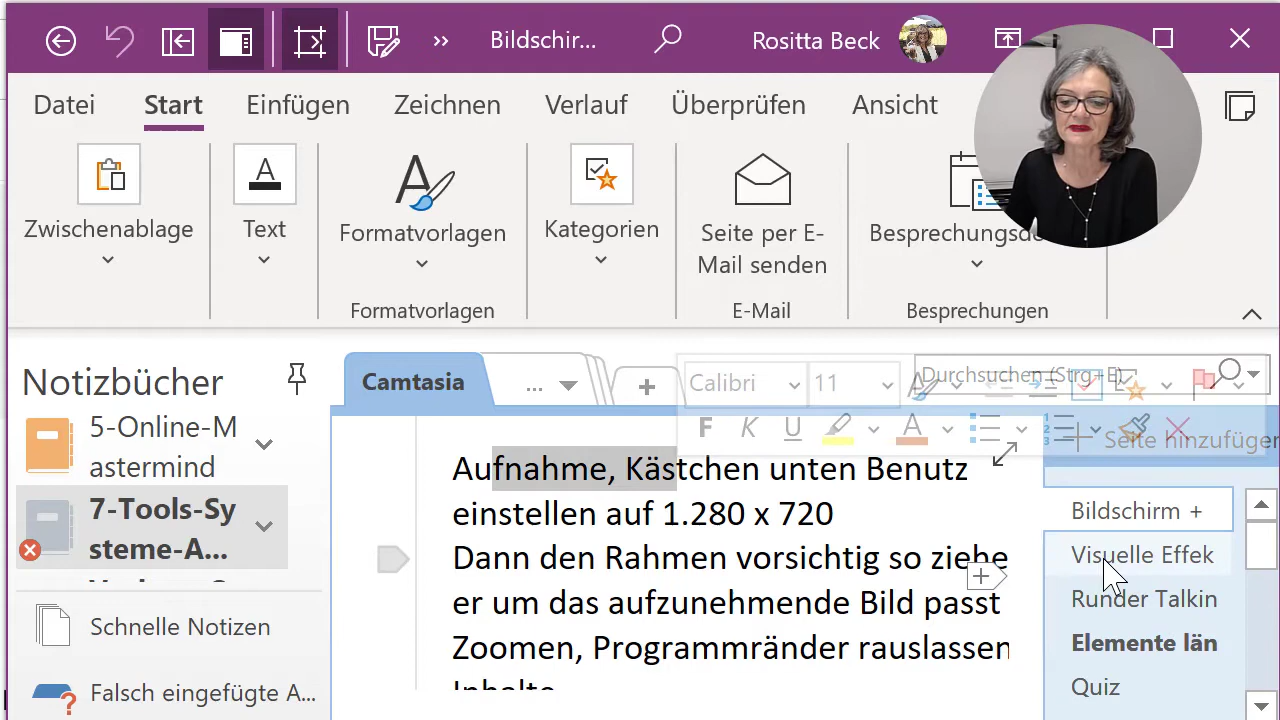 Bildschir...
Rositta Beck
Datei
Start
Einfügen
Zeichnen
Verlauf
Überprüfen
Ansicht
Zwischenablage
Text
Formatvorlagen
Kategorien
Seite per E-
Mail senden
Formatvorlagen
E-Mail
Besprechungen
Notizbücher
5-Online-M
astermind
7-Tools-Sy
steme-A...
Schnelle Notizen
Falsch eingefügte A...
Camtasia
...
Calibri
11
Durchsuchen (Strg+E)
F K U A
Seite hinzufügen
Aufnahme, Kästchen unten Benutz
einstellen auf 1.280 x 720
Dann den Rahmen vorsichtig so ziehe
er um das aufzunehmende Bild passt
Zoomen, Programmränder rauslassen
Inhalte
Bildschirm +
Visuelle Effek
Runder Talkin
Elemente län
Quiz